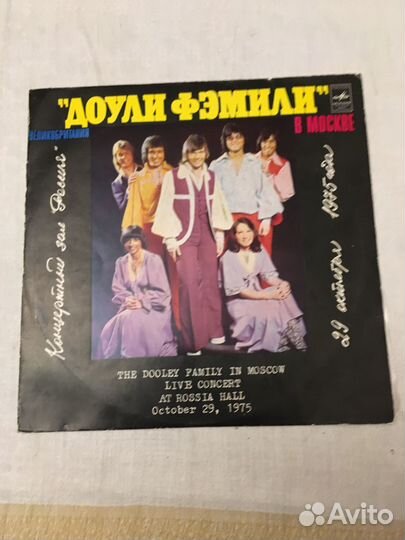 "ДОУЛИ ФЭМИЛИ"
ВЕЛИКОБРИТАНИЯ
В МОСКВЕ
Концертный зал "Россия"
29 октября 1975 года
THE DOOLEY FAMILY IN MOSCOW
LIVE CONCERT
AT ROSSIA HALL
October 29, 1975
Avito